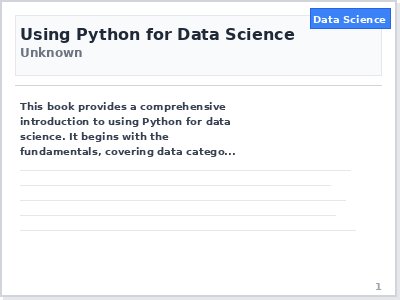 Data Science
Using Python for Data Science
Unknown
This book provides a comprehensive
introduction to using Python for data
science. It begins with the
fundamentals, covering data catego...
1